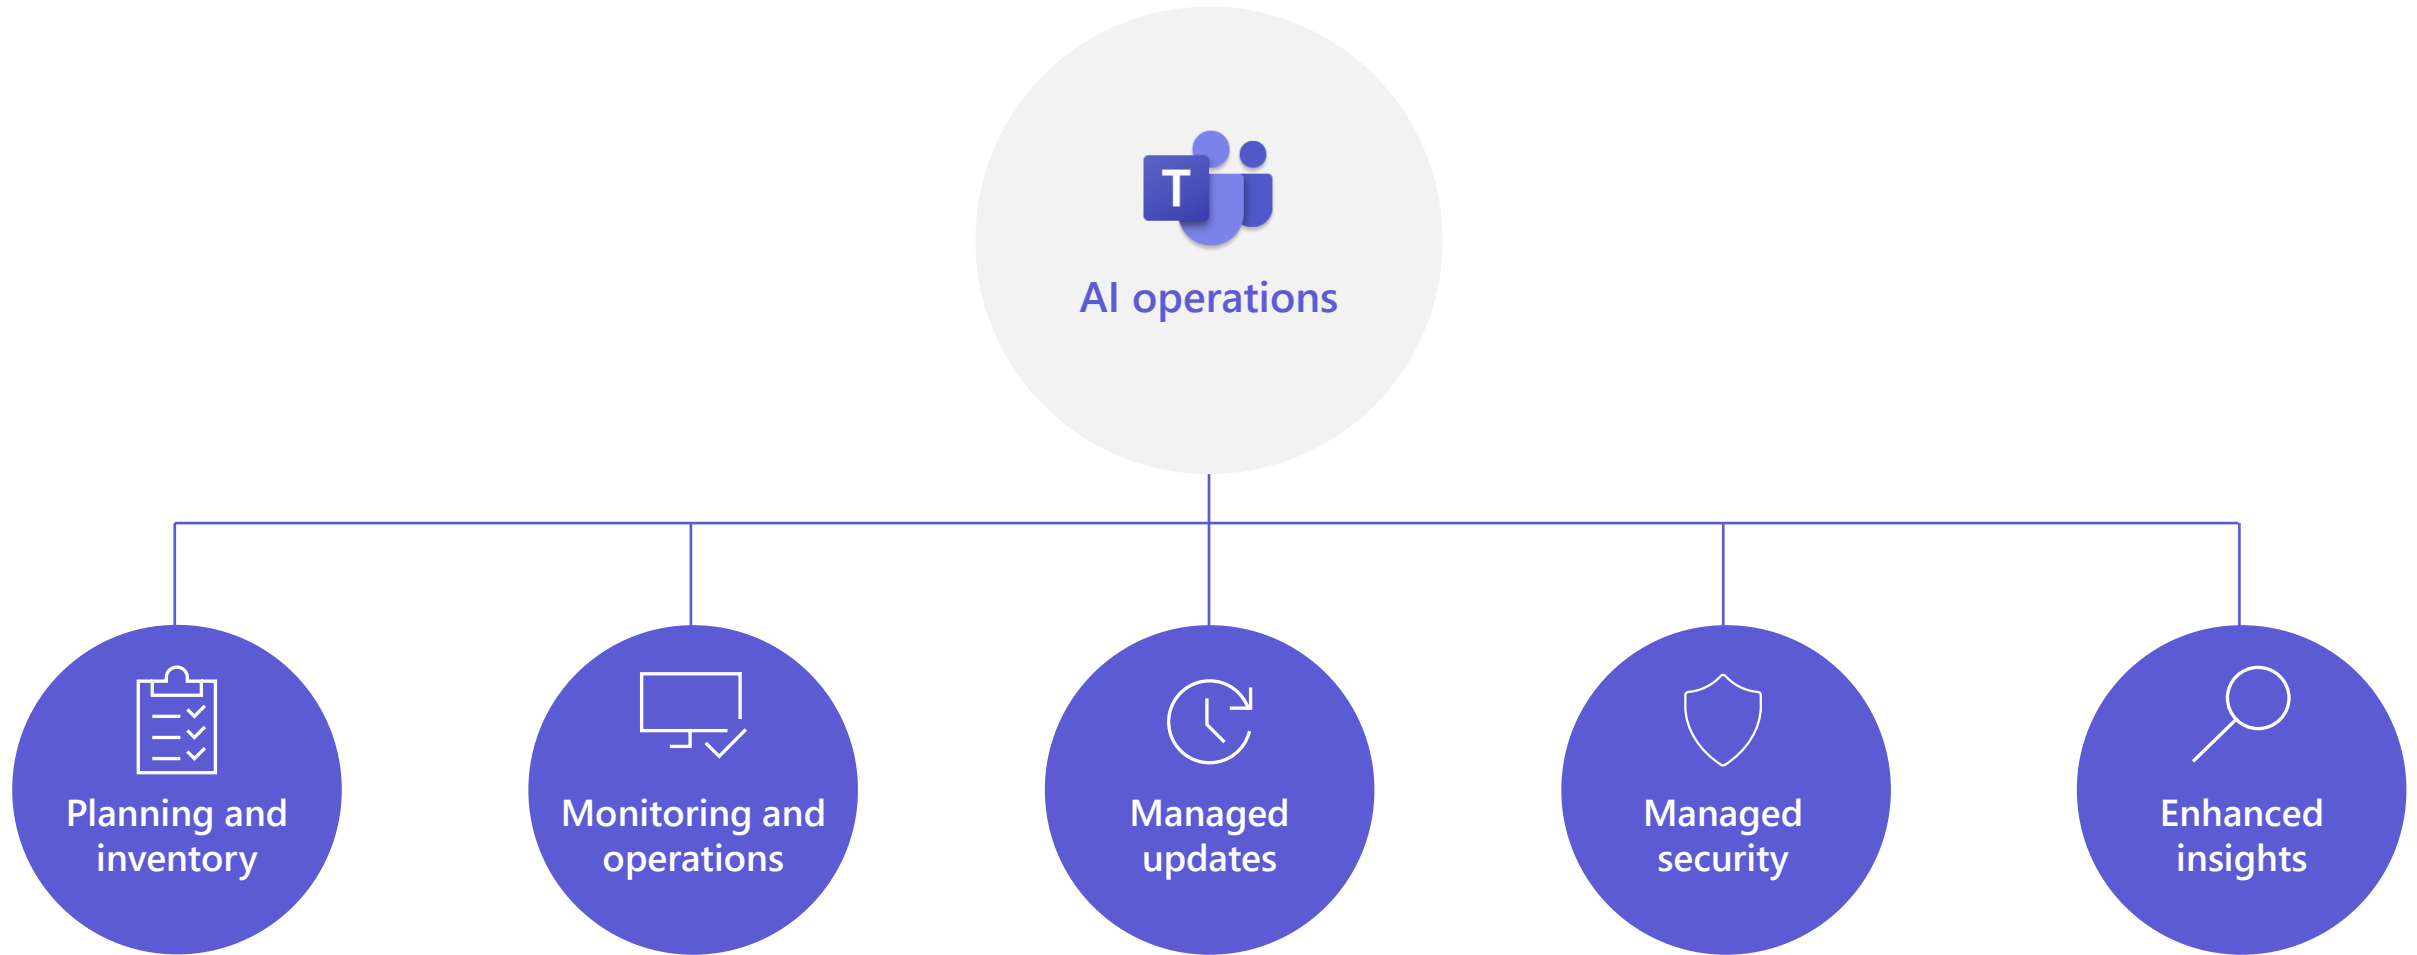 T
AI operations
Planning and
inventory
Monitoring and
operations
Managed
updates
Managed
security
Enhanced
insights